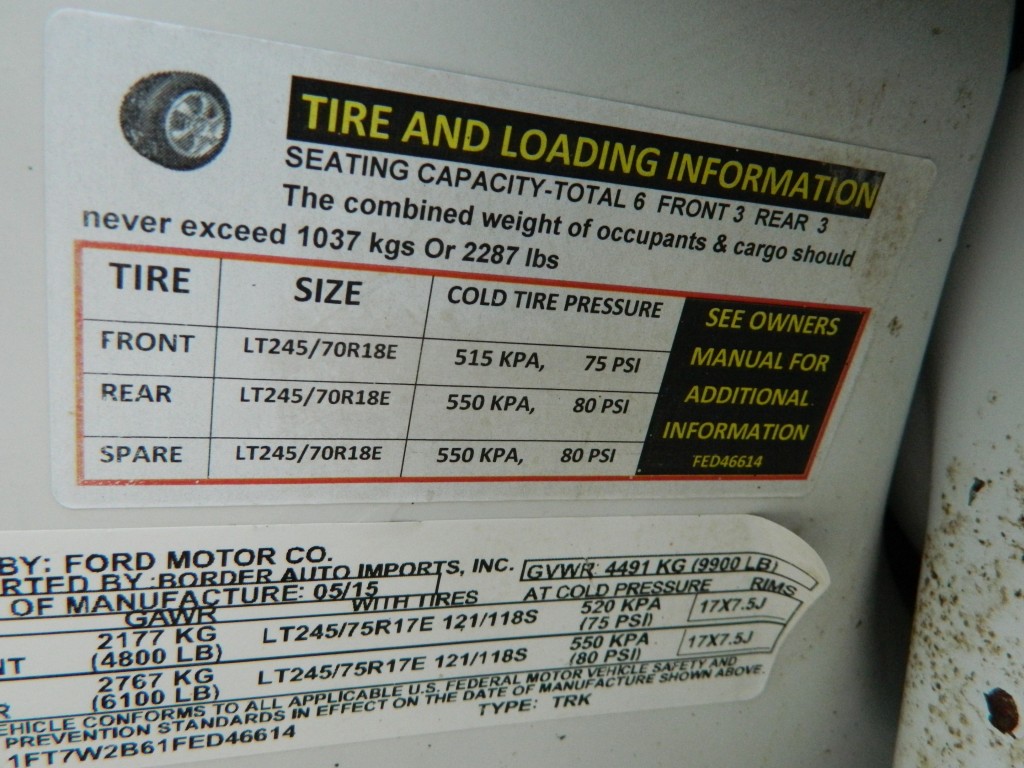 TIRE AND LOADING INFORMATION
SEATING CAPACITY-TOTAL 6 FRONT 3 REAR 3
The combined weight of occupants & cargo should
never exceed 1037 kgs Or 2287 lbs
TIRE SIZE COLD TIRE PRESSURE
FRONT LT245/70R18E 515 KPA, 75 PSI
REAR LT245/70R18E 550 KPA, 80 PSI
SPARE LT245/70R18E 550 KPA, 80 PSI
SEE OWNERS
MANUAL FOR
ADDITIONAL
INFORMATION
FED46614
BY: FORD MOTOR CO.
RTED BY :BORDER AUTO IMPORTS, INC. GVWR: 4491 KG (9900 LB)
OF MANUFACTURE: 05/15
GAWR WITH TIRES AT COLD PRESSURE RIMS
NT 2177 KG LT245/75R17E 121/118S 520 KPA 17X7.5J
(4800 LB) (75 PSI)
R 2767 KG LT245/75R17E 121/118S 550 KPA 17X7.5J
(6100 LB) (80 PSI)
EHICLE CONFORMS TO ALL APPLICABLE U.S. FEDERAL MOTOR VEHICLE SAFETY AND
PREVENTION STANDARDS IN EFFECT ON THE DATE OF MANUFACTURE SHOWN ABOVE.
1FT7W2B61FED46614 TYPE: TRK